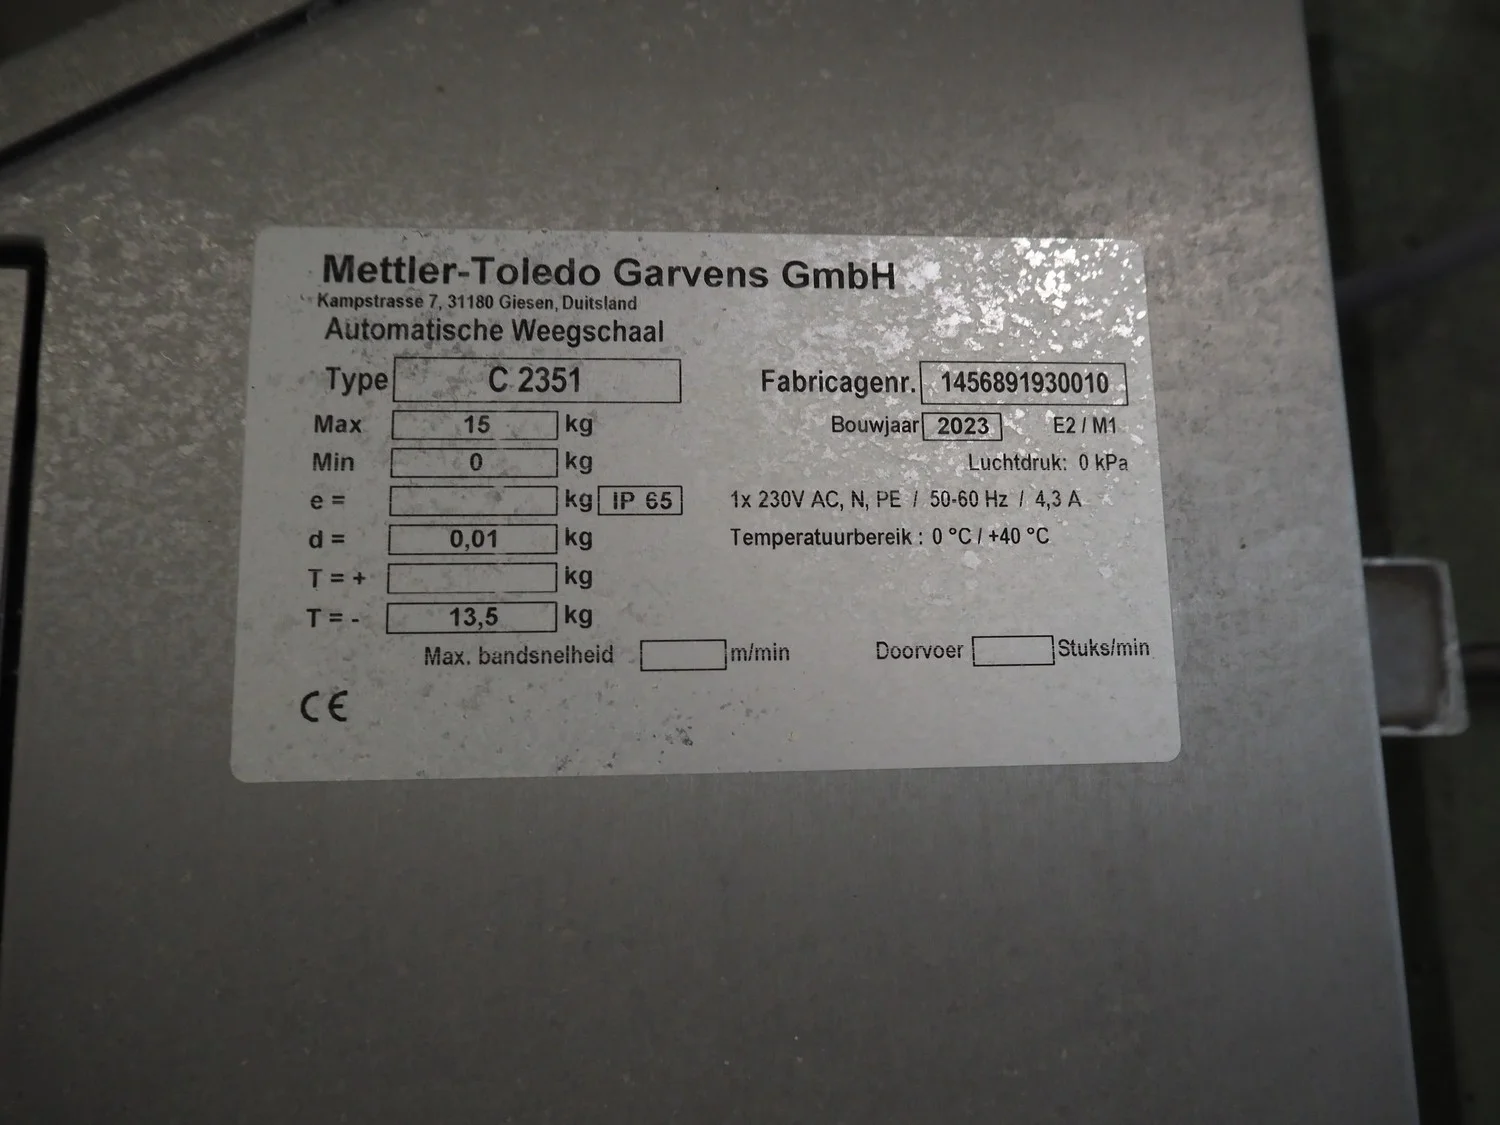 Mettler-Toledo Garvens GmbH
Kampstrasse 7, 31180 Giesen, Duitsland
Automatische Weegschaal
Type C 2351 Fabricagenr. 1456891930010
Max 15 kg Bouwjaar 2023 E2 / M1
Min 0 kg Luchtdruk: 0 kPa
e = kg IP 65 1x 230V AC, N, PE / 50-60 Hz / 4,3 A
d = 0,01 kg Temperatuurbereik : 0 °C / +40 °C
T = + kg
T = - 13,5 kg
Max. bandsnelheid m/min Doorvoer Stuks/min
CE